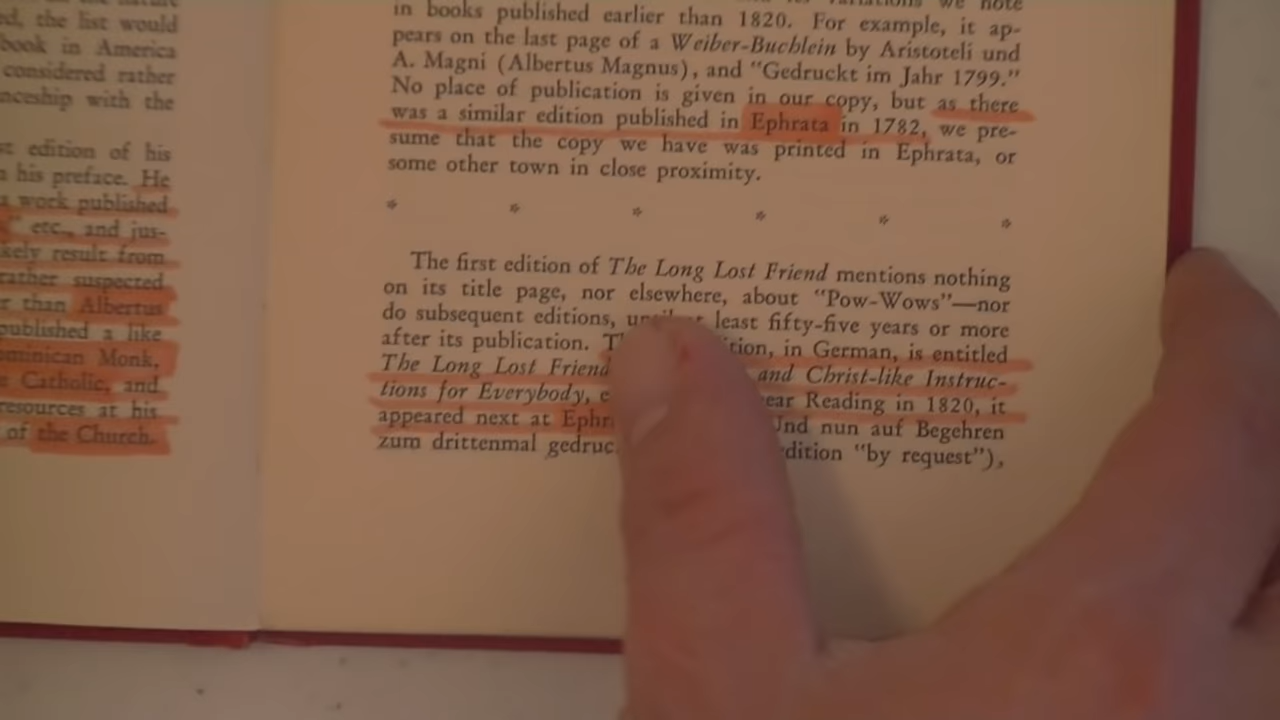 ed, the list would
book in America
considered rather
nceship with the
st edition of his
his preface. He
a work published
etc., and jus-
kely result from
rather suspected
r than Albertus
published a like
ominican Monk,
Catholic, and
resources at his
of the Church.
we note
in books published earlier than 1820. For example, it ap-
pears on the last page of a Weiber-Buchlein by Aristoteli und
A. Magni (Albertus Magnus), and "Gedruckt im Jahr 1799."
No place of publication is given in our copy, but as there
was a similar edition published in Ephrata in 1782, we pre-
sume that the copy we have was printed in Ephrata, or
some other town in close proximity.
* * * * * *
The first edition of The Long Lost Friend mentions nothing
on its title page, nor elsewhere, about "Pow-Wows"—nor
do subsequent editions, least fifty-five years or more
after its publication. in German, is entitled
The Long Lost Friend and Christ-like Instruc-
tions for Everybody, Reading in 1820, it
appeared next at Und nun auf Begehren
zum drittenmal "by request"),